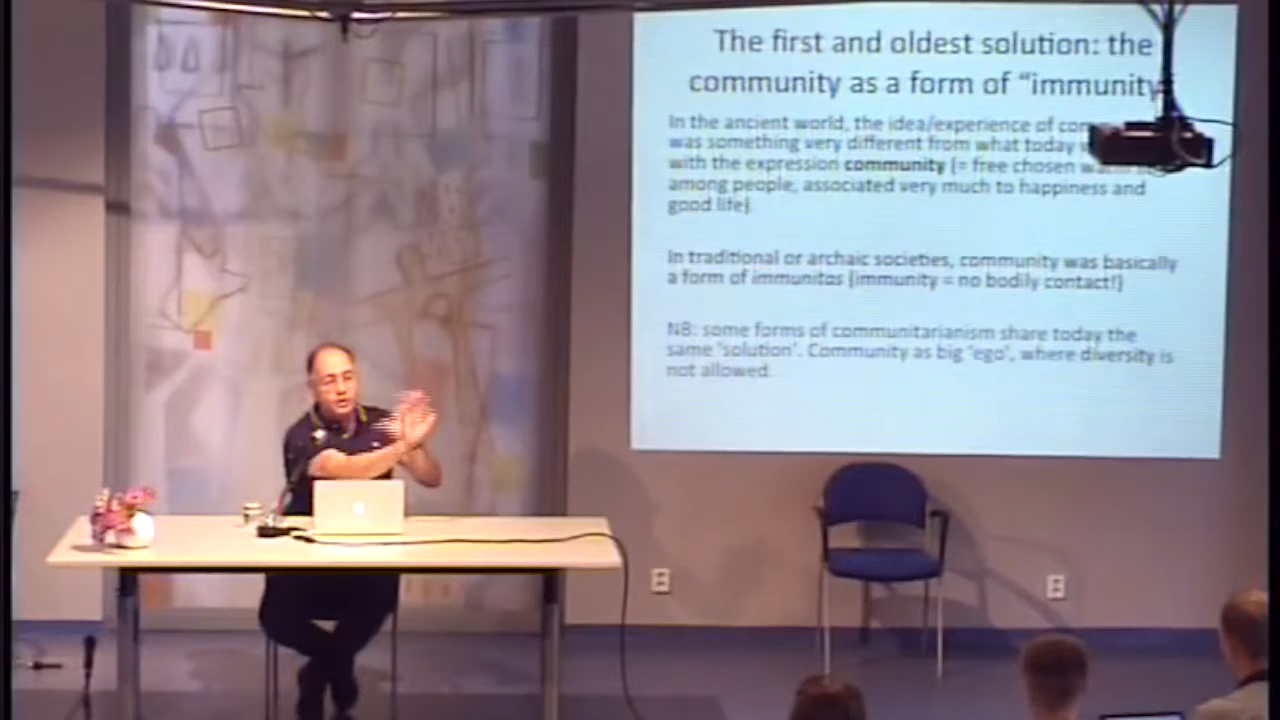 The first and oldest solution: the
community as a form of “immunity
In the ancient world, the idea/experience of
was something very different from what today
with the expression community (= free chosen
among people, associated very much to happiness and
good life).
In traditional or archaic societies, community was basically
a form of immunitas (immunity = no bodily contact!)
NB: some forms of communitarianism share today the
same 'solution'. Community as big 'ego', where diversity is
not allowed.